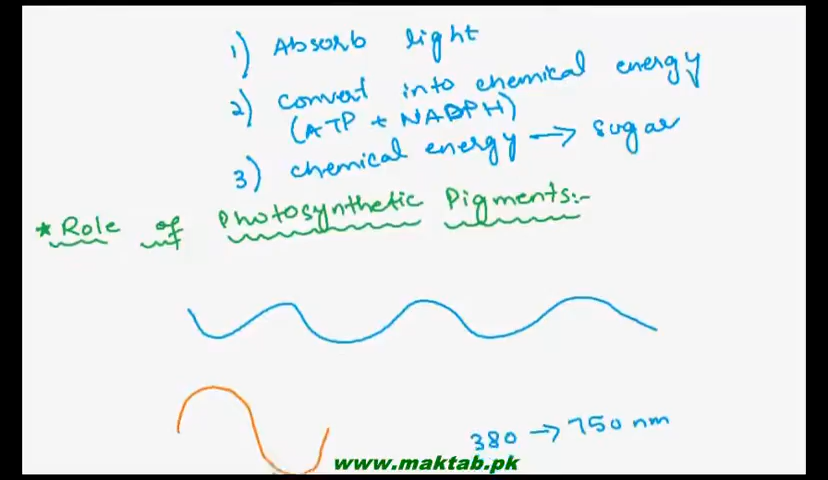 1) Absorb light
2) Convert into chemical energy
(ATP + NADPH)
3) chemical energy → sugar
* Role of Photosynthetic Pigments:-
380 → 750 nm
www.maktab.pk